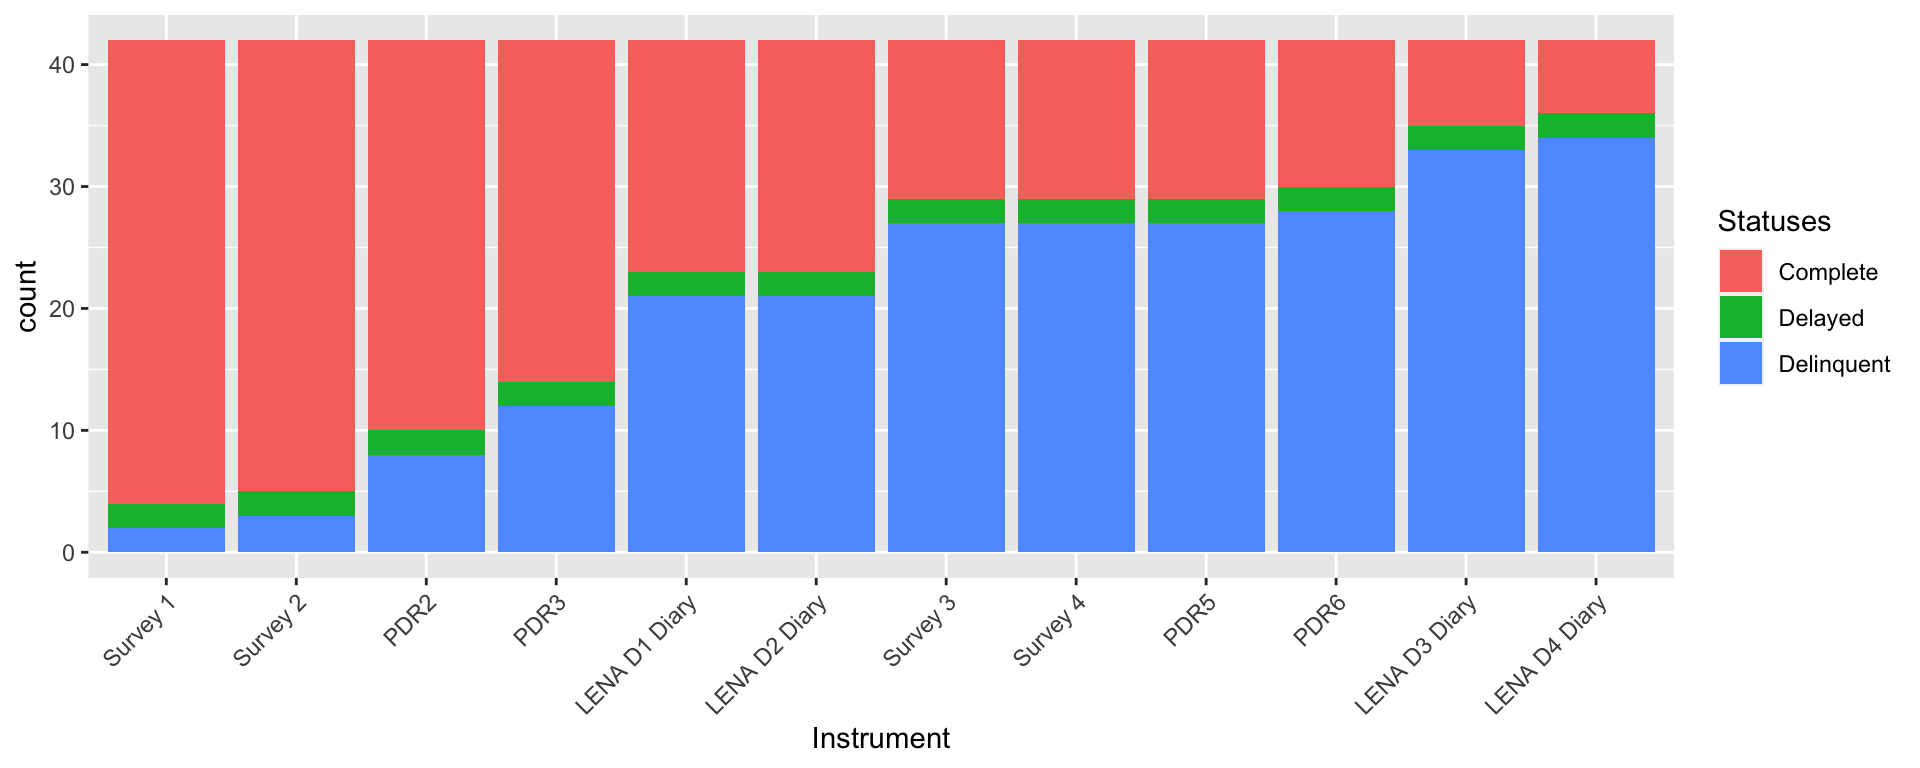 40
30
20
10
0
count
Survey 1
Survey 2
PDR2
PDR3
LENA D1 Diary
LENA D2 Diary
Survey 3
Survey 4
PDR5
PDR6
LENA D3 Diary
LENA D4 Diary
Instrument
Statuses
Complete
Delayed
Delinquent